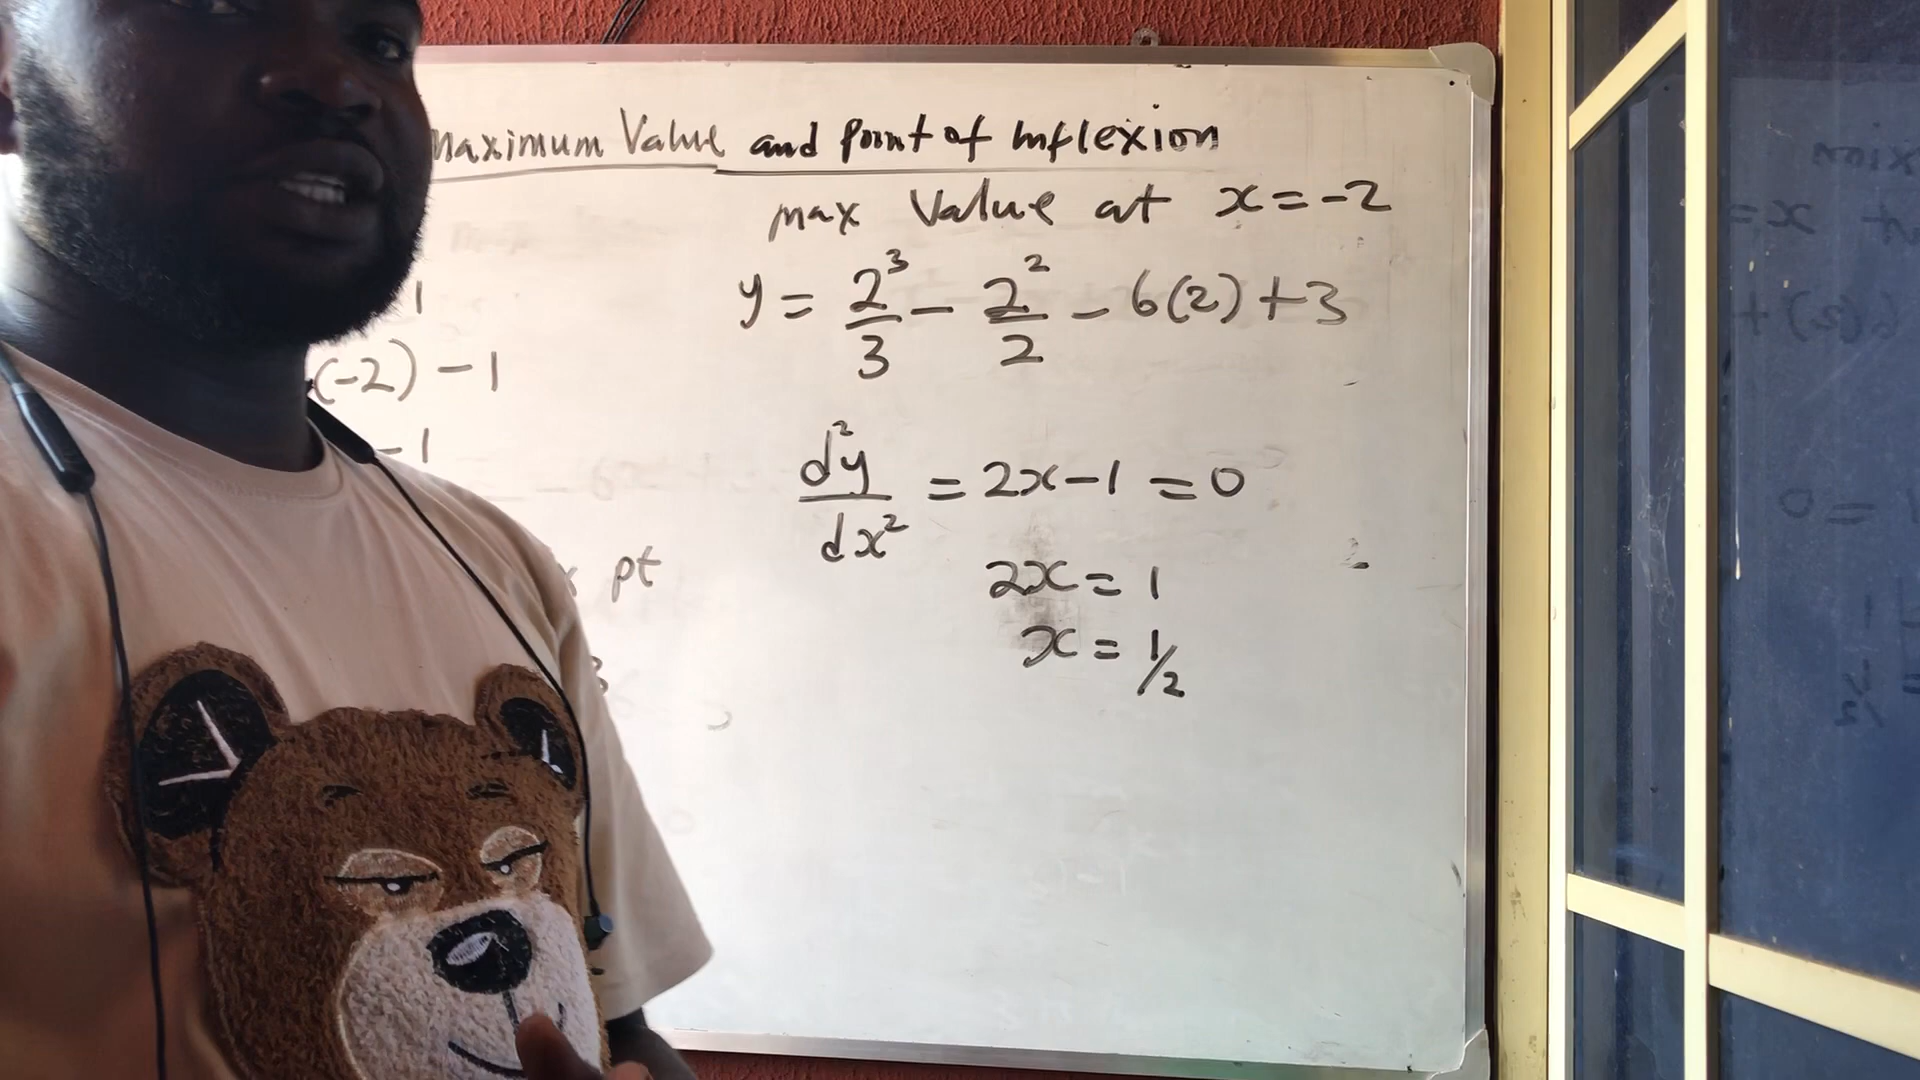 maximum Value and point of inflexion
max Value at x = -2
y = 2³/3 - 2²/2 - 6(2) + 3
1
(-2) - 1
-1
d²y/dx² = 2x - 1 = 0
pt
2x = 1
x = 1/2